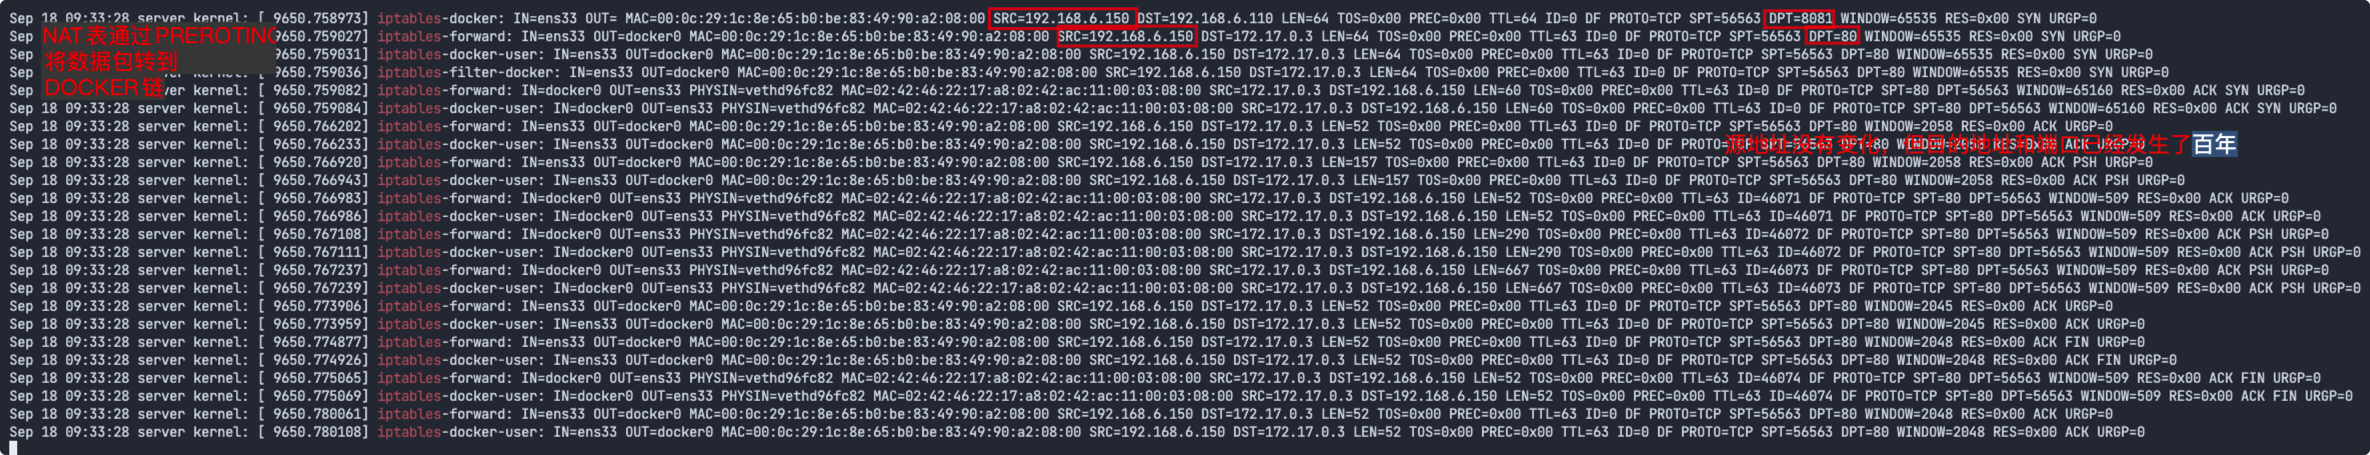 Sep 18 09:33:28 server kernel: [ 9650.758973] iptables-docker: IN=ens33 OUT= MAC=00:0c:29:1c:8e:65:b0:be:83:49:90:a2:08:00 SRC=192.168.6.150 DST=192.168.6.110 LEN=64 TOS=0x00 PREC=0x00 TTL=64 ID=0 DF PROTO=TCP SPT=56563 DPT=8081 WINDOW=65535 RES=0x00 SYN URGP=0
Sep NAT 表通过 PREROTING 9650.759027] iptables-forward: IN=ens33 OUT=docker0 MAC=00:0c:29:1c:8e:65:b0:be:83:49:90:a2:08:00 SRC=192.168.6.150 DST=172.17.0.3 LEN=64 TOS=0x00 PREC=0x00 TTL=63 ID=0 DF PROTO=TCP SPT=56563 DPT=80 WINDOW=65535 RES=0x00 SYN URGP=0
Sep 将数据包转到 9650.759031] iptables-docker-user: IN=ens33 OUT=docker0 MAC=00:0c:29:1c:8e:65:b0:be:83:49:90:a2:08:00 SRC=192.168.6.150 DST=172.17.0.3 LEN=64 TOS=0x00 PREC=0x00 TTL=63 ID=0 DF PROTO=TCP SPT=56563 DPT=80 WINDOW=65535 RES=0x00 SYN URGP=0
Sep 9650.759036] iptables-filter-docker: IN=ens33 OUT=docker0 MAC=00:0c:29:1c:8e:65:b0:be:83:49:90:a2:08:00 SRC=192.168.6.150 DST=172.17.0.3 LEN=64 TOS=0x00 PREC=0x00 TTL=63 ID=0 DF PROTO=TCP SPT=56563 DPT=80 WINDOW=65535 RES=0x00 SYN URGP=0
DOCKER 链
Sep 18 09:33:28 server kernel: [ 9650.759082] iptables-forward: IN=docker0 OUT=ens33 PHYSIN=vethd96fc82 MAC=02:42:46:22:17:a8:02:42:ac:11:00:03:08:00 SRC=172.17.0.3 DST=192.168.6.150 LEN=60 TOS=0x00 PREC=0x00 TTL=63 ID=0 DF PROTO=TCP SPT=80 DPT=56563 WINDOW=65160 RES=0x00 ACK SYN URGP=0
Sep 18 09:33:28 server kernel: [ 9650.759084] iptables-docker-user: IN=docker0 OUT=ens33 PHYSIN=vethd96fc82 MAC=02:42:46:22:17:a8:02:42:ac:11:00:03:08:00 SRC=172.17.0.3 DST=192.168.6.150 LEN=60 TOS=0x00 PREC=0x00 TTL=63 ID=0 DF PROTO=TCP SPT=80 DPT=56563 WINDOW=65160 RES=0x00 ACK SYN URGP=0
Sep 18 09:33:28 server kernel: [ 9650.766202] iptables-forward: IN=ens33 OUT=docker0 MAC=00:0c:29:1c:8e:65:b0:be:83:49:90:a2:08:00 SRC=192.168.6.150 DST=172.17.0.3 LEN=52 TOS=0x00 PREC=0x00 TTL=63 ID=0 DF PROTO=TCP SPT=56563 DPT=80 WINDOW=2058 RES=0x00 ACK URGP=0
Sep 18 09:33:28 server kernel: [ 9650.766233] iptables-docker-user: IN=ens33 OUT=docker0 MAC=00:0c:29:1c:8e:65:b0:be:83:49:90:a2:08:00 SRC=192.168.6.150 DST=172.17.0.3 LEN=52 TOS=0x00 PREC=0x00 TTL=63 ID=0 DF PROTO=TCP SPT=56563 DPT=80 WINDOW=2058 RES=0x00 ACK URGP=0
源地址没有变化，但目的地址和端口已经发生了百年
Sep 18 09:33:28 server kernel: [ 9650.766920] iptables-forward: IN=ens33 OUT=docker0 MAC=00:0c:29:1c:8e:65:b0:be:83:49:90:a2:08:00 SRC=192.168.6.150 DST=172.17.0.3 LEN=157 TOS=0x00 PREC=0x00 TTL=63 ID=0 DF PROTO=TCP SPT=56563 DPT=80 WINDOW=2058 RES=0x00 ACK PSH URGP=0
Sep 18 09:33:28 server kernel: [ 9650.766943] iptables-docker-user: IN=ens33 OUT=docker0 MAC=00:0c:29:1c:8e:65:b0:be:83:49:90:a2:08:00 SRC=192.168.6.150 DST=172.17.0.3 LEN=157 TOS=0x00 PREC=0x00 TTL=63 ID=0 DF PROTO=TCP SPT=56563 DPT=80 WINDOW=2058 RES=0x00 ACK PSH URGP=0
Sep 18 09:33:28 server kernel: [ 9650.766983] iptables-forward: IN=docker0 OUT=ens33 PHYSIN=vethd96fc82 MAC=02:42:46:22:17:a8:02:42:ac:11:00:03:08:00 SRC=172.17.0.3 DST=192.168.6.150 LEN=52 TOS=0x00 PREC=0x00 TTL=63 ID=46071 DF PROTO=TCP SPT=80 DPT=56563 WINDOW=509 RES=0x00 ACK URGP=0
Sep 18 09:33:28 server kernel: [ 9650.766986] iptables-docker-user: IN=docker0 OUT=ens33 PHYSIN=vethd96fc82 MAC=02:42:46:22:17:a8:02:42:ac:11:00:03:08:00 SRC=172.17.0.3 DST=192.168.6.150 LEN=52 TOS=0x00 PREC=0x00 TTL=63 ID=46071 DF PROTO=TCP SPT=80 DPT=56563 WINDOW=509 RES=0x00 ACK URGP=0
Sep 18 09:33:28 server kernel: [ 9650.767108] iptables-forward: IN=docker0 OUT=ens33 PHYSIN=vethd96fc82 MAC=02:42:46:22:17:a8:02:42:ac:11:00:03:08:00 SRC=172.17.0.3 DST=192.168.6.150 LEN=290 TOS=0x00 PREC=0x00 TTL=63 ID=46072 DF PROTO=TCP SPT=80 DPT=56563 WINDOW=509 RES=0x00 ACK PSH URGP=0
Sep 18 09:33:28 server kernel: [ 9650.767111] iptables-docker-user: IN=docker0 OUT=ens33 PHYSIN=vethd96fc82 MAC=02:42:46:22:17:a8:02:42:ac:11:00:03:08:00 SRC=172.17.0.3 DST=192.168.6.150 LEN=290 TOS=0x00 PREC=0x00 TTL=63 ID=46072 DF PROTO=TCP SPT=80 DPT=56563 WINDOW=509 RES=0x00 ACK PSH URGP=0
Sep 18 09:33:28 server kernel: [ 9650.767237] iptables-forward: IN=docker0 OUT=ens33 PHYSIN=vethd96fc82 MAC=02:42:46:22:17:a8:02:42:ac:11:00:03:08:00 SRC=172.17.0.3 DST=192.168.6.150 LEN=667 TOS=0x00 PREC=0x00 TTL=63 ID=46073 DF PROTO=TCP SPT=80 DPT=56563 WINDOW=509 RES=0x00 ACK PSH URGP=0
Sep 18 09:33:28 server kernel: [ 9650.767239] iptables-docker-user: IN=docker0 OUT=ens33 PHYSIN=vethd96fc82 MAC=02:42:46:22:17:a8:02:42:ac:11:00:03:08:00 SRC=172.17.0.3 DST=192.168.6.150 LEN=667 TOS=0x00 PREC=0x00 TTL=63 ID=46073 DF PROTO=TCP SPT=80 DPT=56563 WINDOW=509 RES=0x00 ACK PSH URGP=0
Sep 18 09:33:28 server kernel: [ 9650.773906] iptables-forward: IN=ens33 OUT=docker0 MAC=00:0c:29:1c:8e:65:b0:be:83:49:90:a2:08:00 SRC=192.168.6.150 DST=172.17.0.3 LEN=52 TOS=0x00 PREC=0x00 TTL=63 ID=0 DF PROTO=TCP SPT=56563 DPT=80 WINDOW=2045 RES=0x00 ACK URGP=0
Sep 18 09:33:28 server kernel: [ 9650.773959] iptables-docker-user: IN=ens33 OUT=docker0 MAC=00:0c:29:1c:8e:65:b0:be:83:49:90:a2:08:00 SRC=192.168.6.150 DST=172.17.0.3 LEN=52 TOS=0x00 PREC=0x00 TTL=63 ID=0 DF PROTO=TCP SPT=56563 DPT=80 WINDOW=2045 RES=0x00 ACK URGP=0
Sep 18 09:33:28 server kernel: [ 9650.774877] iptables-forward: IN=ens33 OUT=docker0 MAC=00:0c:29:1c:8e:65:b0:be:83:49:90:a2:08:00 SRC=192.168.6.150 DST=172.17.0.3 LEN=52 TOS=0x00 PREC=0x00 TTL=63 ID=0 DF PROTO=TCP SPT=56563 DPT=80 WINDOW=2048 RES=0x00 ACK FIN URGP=0
Sep 18 09:33:28 server kernel: [ 9650.774926] iptables-docker-user: IN=ens33 OUT=docker0 MAC=00:0c:29:1c:8e:65:b0:be:83:49:90:a2:08:00 SRC=192.168.6.150 DST=172.17.0.3 LEN=52 TOS=0x00 PREC=0x00 TTL=63 ID=0 DF PROTO=TCP SPT=56563 DPT=80 WINDOW=2048 RES=0x00 ACK FIN URGP=0
Sep 18 09:33:28 server kernel: [ 9650.775065] iptables-forward: IN=docker0 OUT=ens33 PHYSIN=vethd96fc82 MAC=02:42:46:22:17:a8:02:42:ac:11:00:03:08:00 SRC=172.17.0.3 DST=192.168.6.150 LEN=52 TOS=0x00 PREC=0x00 TTL=63 ID=46074 DF PROTO=TCP SPT=80 DPT=56563 WINDOW=509 RES=0x00 ACK FIN URGP=0
Sep 18 09:33:28 server kernel: [ 9650.775069] iptables-docker-user: IN=docker0 OUT=ens33 PHYSIN=vethd96fc82 MAC=02:42:46:22:17:a8:02:42:ac:11:00:03:08:00 SRC=172.17.0.3 DST=192.168.6.150 LEN=52 TOS=0x00 PREC=0x00 TTL=63 ID=46074 DF PROTO=TCP SPT=80 DPT=56563 WINDOW=509 RES=0x00 ACK FIN URGP=0
Sep 18 09:33:28 server kernel: [ 9650.780061] iptables-forward: IN=ens33 OUT=docker0 MAC=00:0c:29:1c:8e:65:b0:be:83:49:90:a2:08:00 SRC=192.168.6.150 DST=172.17.0.3 LEN=52 TOS=0x00 PREC=0x00 TTL=63 ID=0 DF PROTO=TCP SPT=56563 DPT=80 WINDOW=2048 RES=0x00 ACK URGP=0
Sep 18 09:33:28 server kernel: [ 9650.780108] iptables-docker-user: IN=ens33 OUT=docker0 MAC=00:0c:29:1c:8e:65:b0:be:83:49:90:a2:08:00 SRC=192.168.6.150 DST=172.17.0.3 LEN=52 TOS=0x00 PREC=0x00 TTL=63 ID=0 DF PROTO=TCP SPT=56563 DPT=80 WINDOW=2048 RES=0x00 ACK URGP=0